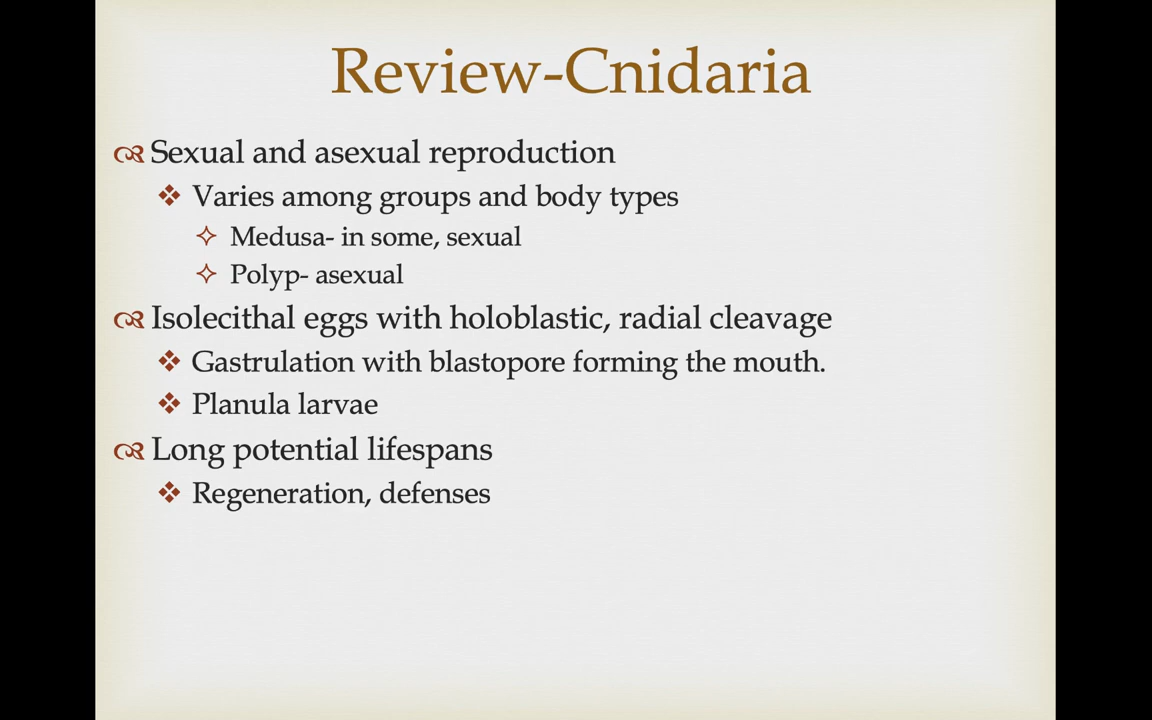 Review-Cnidaria
Sexual and asexual reproduction
Varies among groups and body types
Medusa- in some, sexual
Polyp- asexual
Isolecithal eggs with holoblastic, radial cleavage
Gastrulation with blastopore forming the mouth.
Planula larvae
Long potential lifespans
Regeneration, defenses